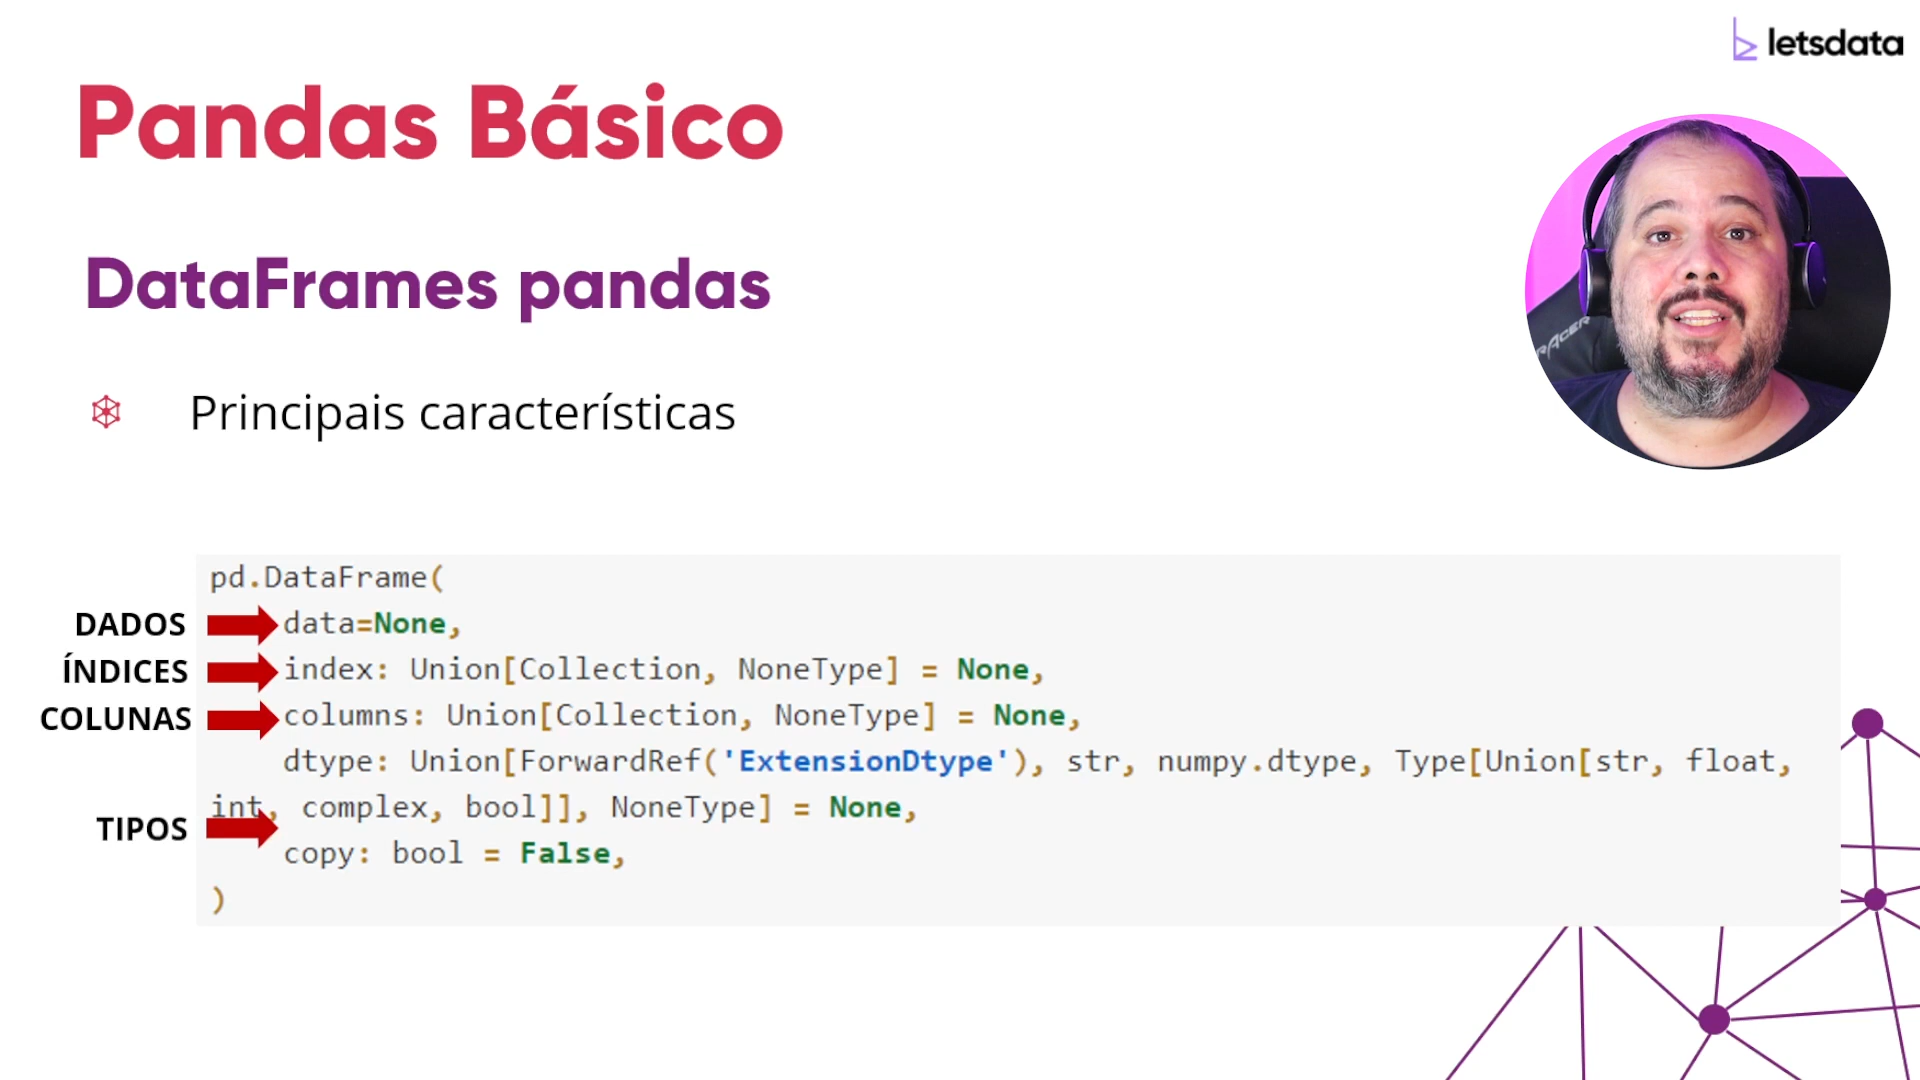 letsdata
Pandas Básico
DataFrames pandas
Principais características
pd.DataFrame(
DADOS data=None,
ÍNDICES index: Union[Collection, NoneType] = None,
COLUNAS columns: Union[Collection, NoneType] = None,
dtype: Union[ForwardRef('ExtensionDtype'), str, numpy.dtype, Type[Union[str, float,
int, complex, bool]], NoneType] = None,
TIPOS
copy: bool = False,
)
RACER